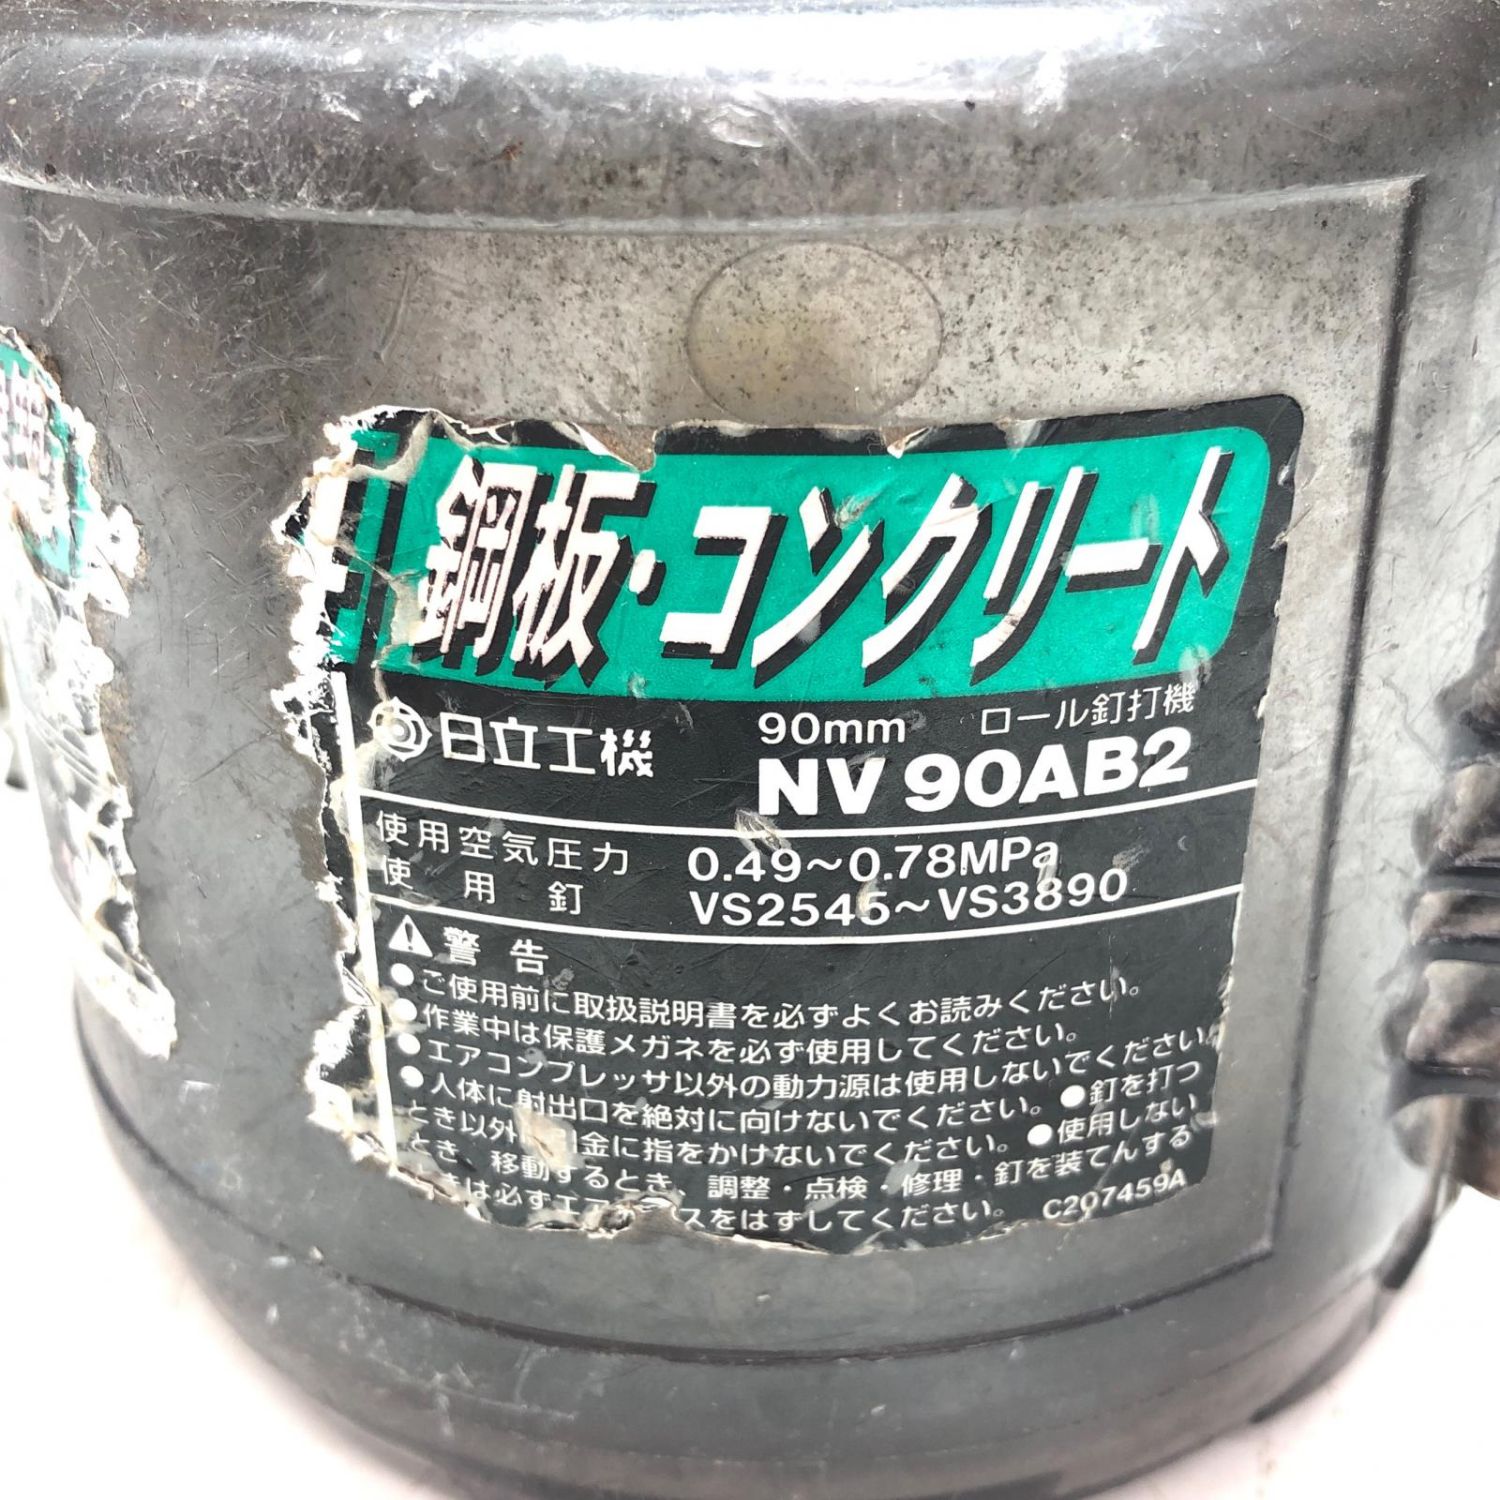 鋼板・コンクリート
日立工機
90mm ロール釘打機
NV 90AB2
使用空気圧力 0.49～0.78MPa
使用釘 VS2545～VS3890
警告
●ご使用前に取扱説明書を必ずよくお読みください。
●作業中は保護メガネを必ず使用してください。
●エアコンプレッサ以外の動力源は使用しないでください。
●人体に射出口を絶対に向けないでください。●釘を打つ
とき以外 金に指をかけないでください。●使用しない
とき、移動するとき、調整・点検・修理・釘を装てんする
ときは必ずエア スをはずしてください。 C207459A